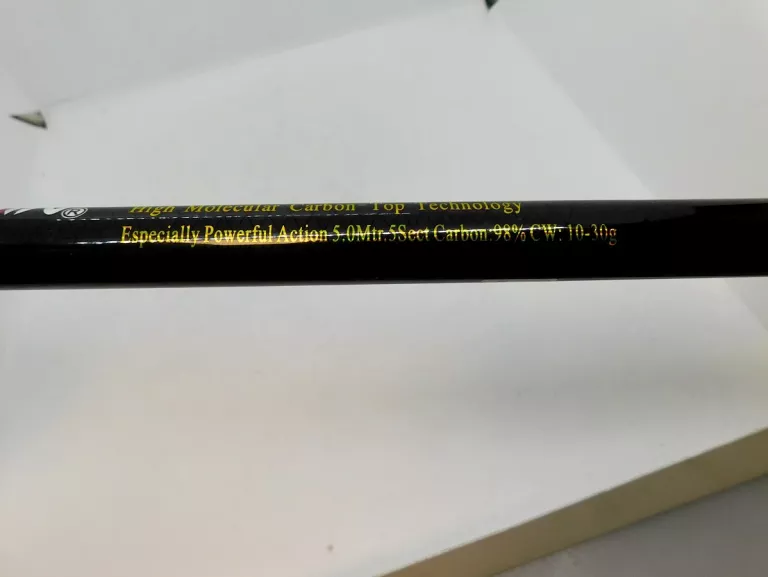 ®
High Molecular Carbon Top Technology
Especially Powerful Action 5.0Mtr.5Sect Carbon:98% CW: 10-30g